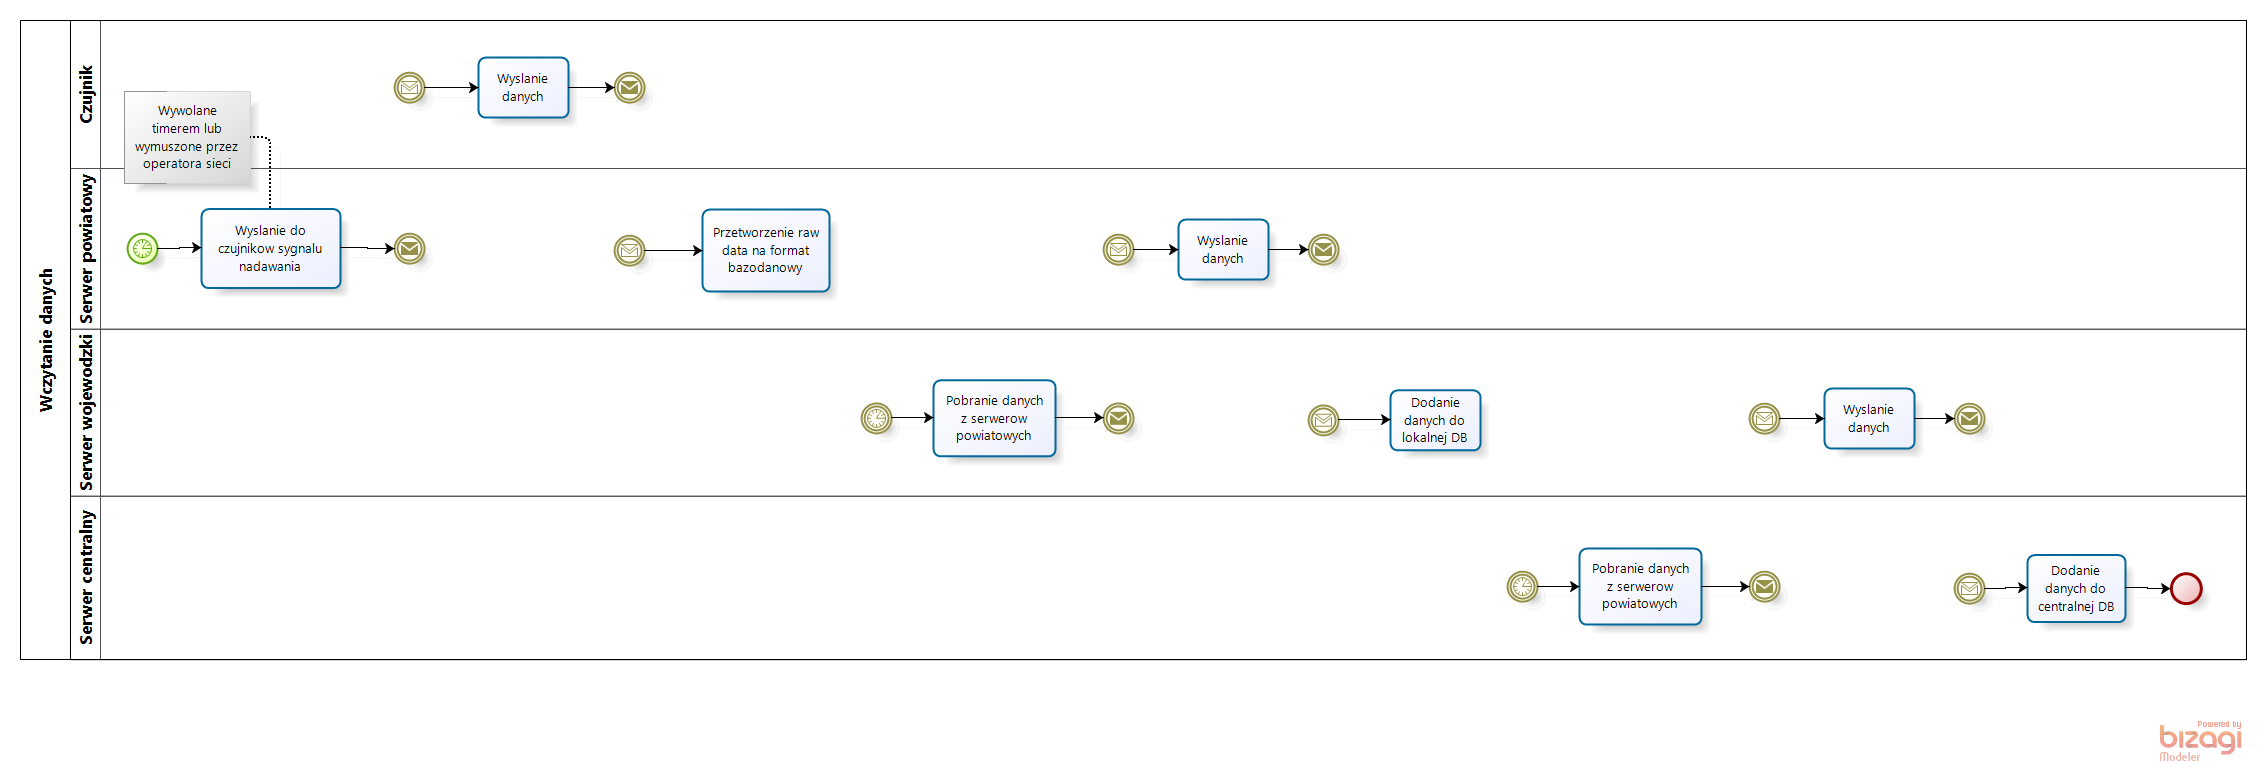 Wczytanie danych
Czujnik
Wywolane
timerem lub
wymuszone przez
operatora sieci
Wyslanie
danych
Serwer powiatowy
Wyslanie do
czujnikow sygnalu
nadawania
Przetworzenie raw
data na format
bazodanowy
Wyslanie
danych
Serwer wojewodzki
Pobranie danych
z serwerow
powiatowych
Dodanie
danych do
lokalnej DB
Wyslanie
danych
Serwer centralny
Pobranie danych
z serwerow
powiatowych
Dodanie
danych do
centralnej DB
Powered by
bizagi
Modeler